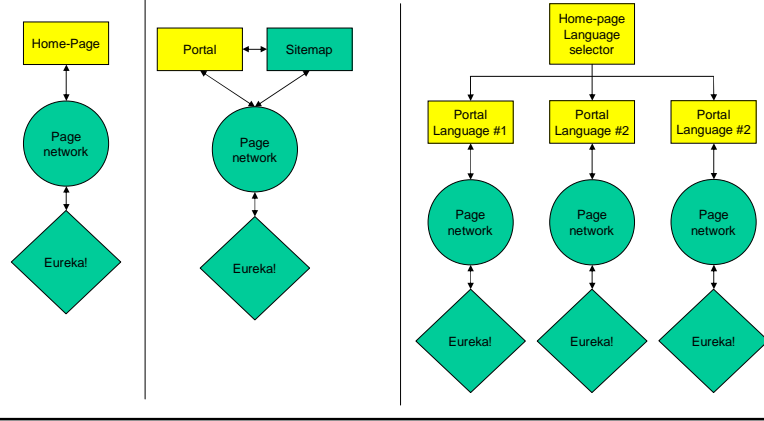 Home-Page
Page
network
Eureka!
Portal
Sitemap
Page
network
Eureka!
Home-page
Language
selector
Portal
Language #1
Portal
Language #2
Portal
Language #2
Page
network
Page
network
Page
network
Eureka!
Eureka!
Eureka!